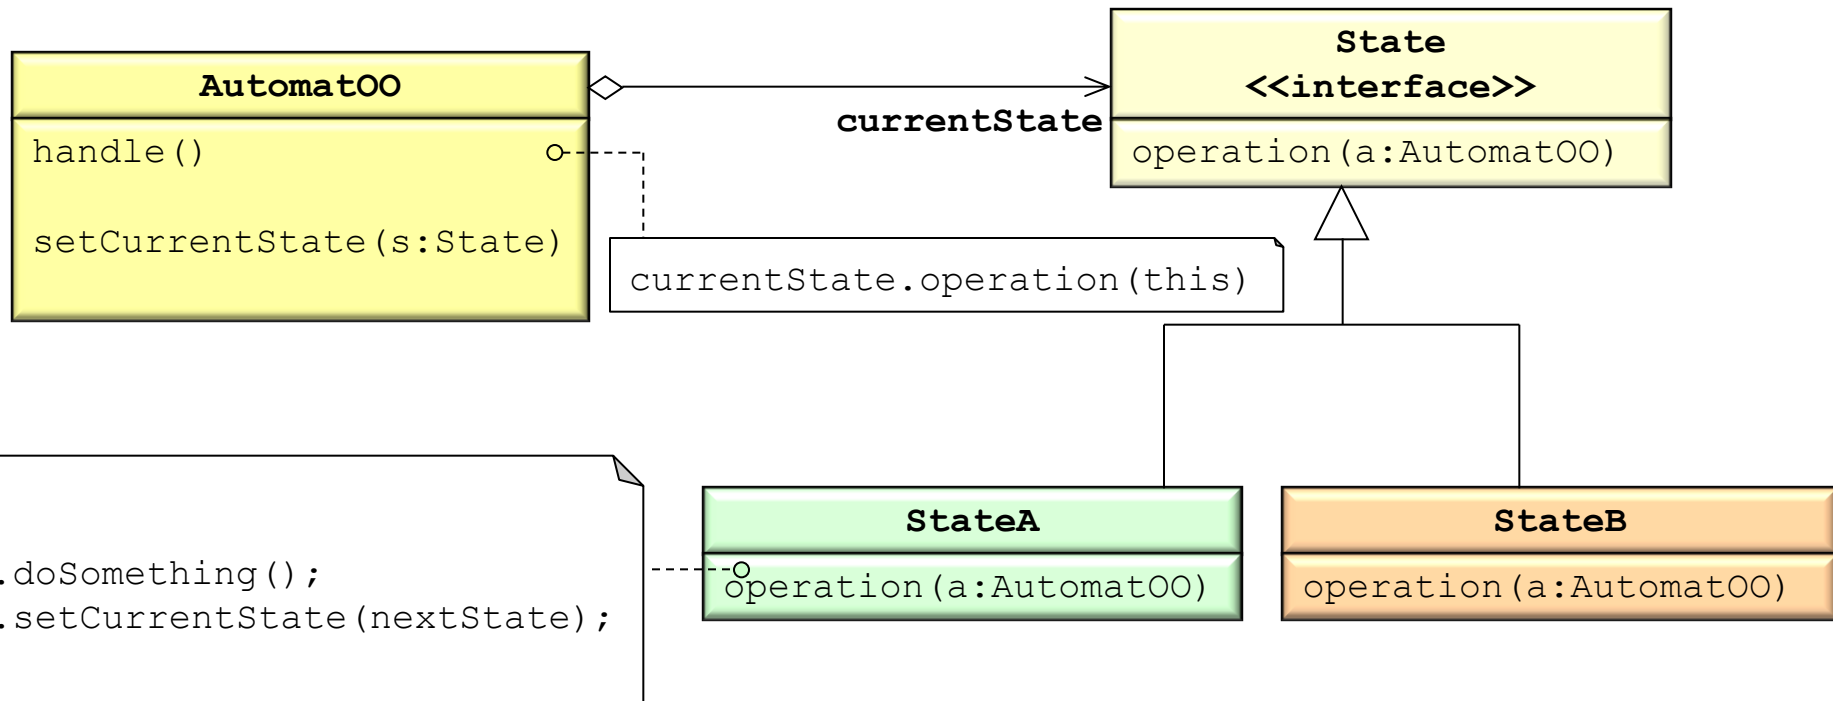 AutomatOO
handle()
setCurrentState(s:State)
State
<<interface>>
operation(a:AutomatOO)
currentState
currentState.operation(this)
.doSomething();
.setCurrentState(nextState);
StateA
operation(a:AutomatOO)
StateB
operation(a:AutomatOO)